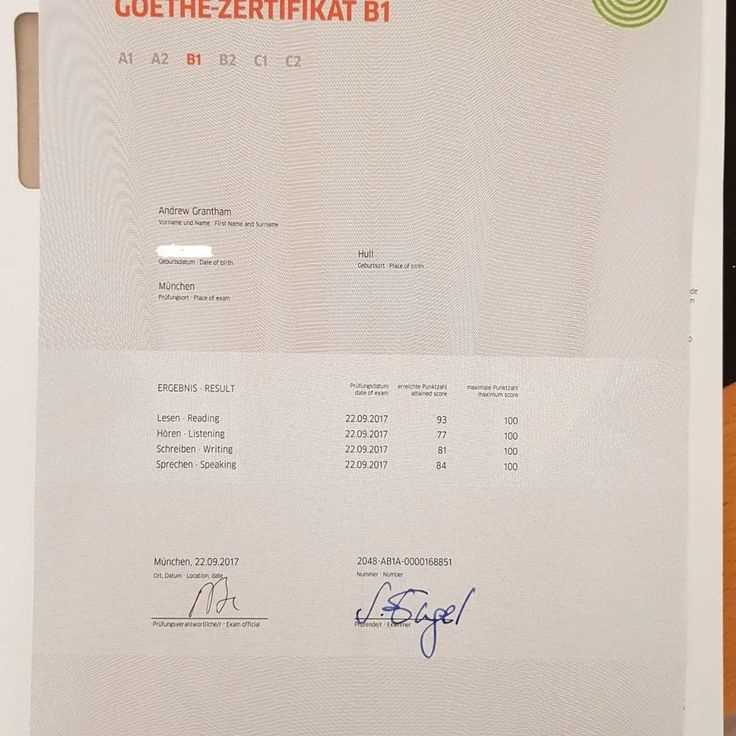 GOETHE-ZERTIFIKAT B1
A1 A2 B1 B2 C1 C2
Andrew Grantham
Vorname und Name · First Name and Surname
Geburtsdatum · Date of birth
Hull
Geburtsort · Place of birth
München
Prüfungsort · Place of exam
ERGEBNIS · RESULT
Prüfungsdatum
date of exam
erreichte Punktzahl
attained score
maximale Punktzahl
maximum score
Lesen · Reading 22.09.2017 93 100
Hören · Listening 22.09.2017 77 100
Schreiben · Writing 22.09.2017 81 100
Sprechen · Speaking 22.09.2017 84 100
München, 22.09.2017
Ort, Datum · Location, date
2048-AB1A-0000168851
Nummer · Number
Prüfungsverantwortliche/r · Exam official
Prüfende/r · Examiner